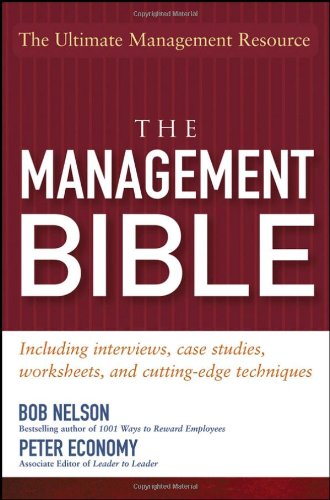 The Ultimate Management Resource
THE
MANAGEMENT
BIBLE
Including interviews, case studies,
worksheets, and cutting-edge techniques
BOB NELSON
Bestselling author of 1001 Ways to Reward Employees
PETER ECONOMY
Associate Editor of Leader to Leader